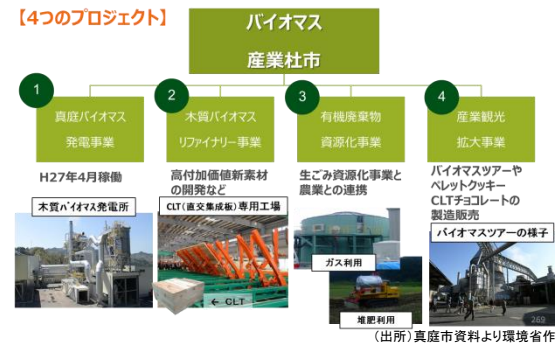 【4つのプロジェクト】
バイオマス
産業杜市
1
真庭バイオマス
発電事業
2
木質バイオマス
リファイナリー事業
3
有機廃棄物
資源化事業
4
産業観光
拡大事業
H27年4月稼働
高付加価値新素材
の開発など
生ごみ資源化事業と
農業との連携
バイオマスツアーや
ペレットクッキー
CLTチョコレートの
製造販売
木質バイオマス発電所
CLT(直交集成板)専用工場
← CLT
ガス利用
堆肥利用
バイオマスツアーの様子
269
(出所)真庭市資料より環境省作